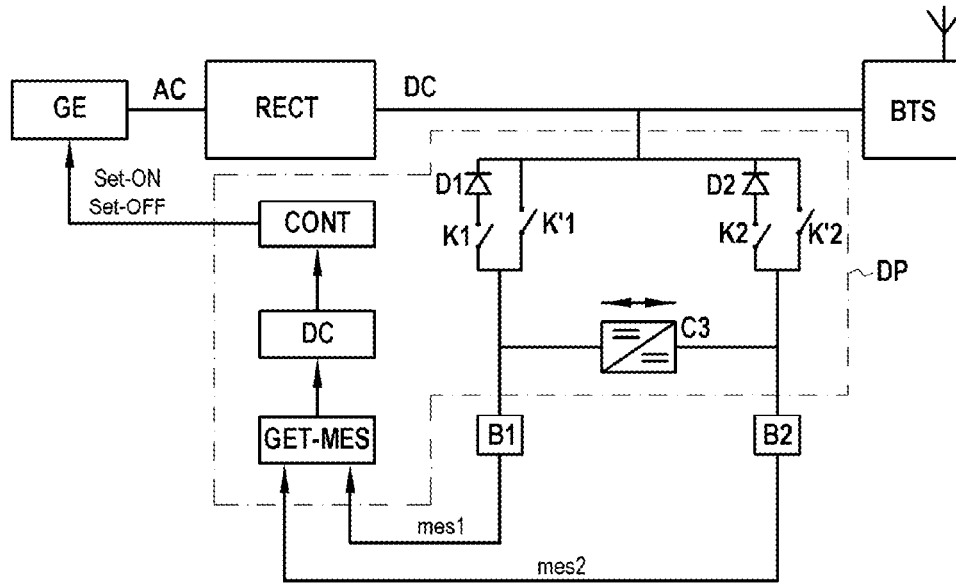 GE
AC
RECT
DC
BTS
Set-ON
Set-OFF
CONT
D1
K1
K'1
D2
K2
K'2
DP
DC
C3
GET-MES
B1
B2
mes1
mes2